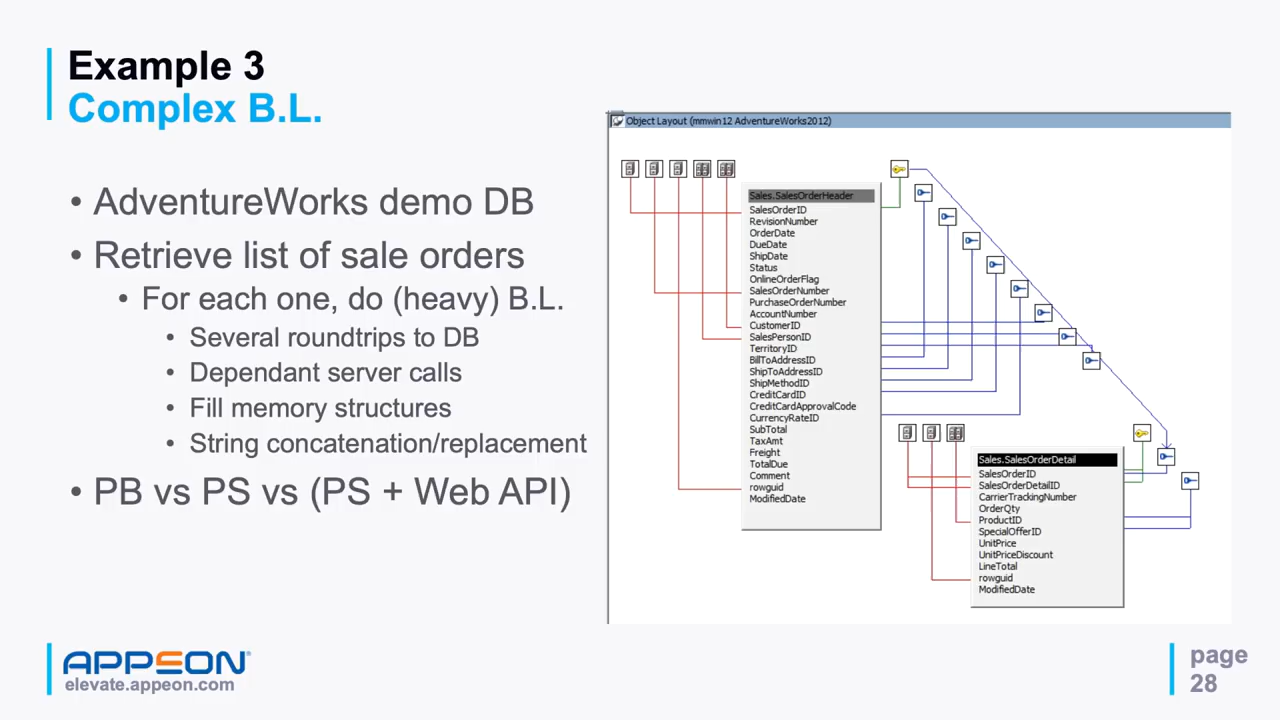 Example 3
Complex B.L.
• AdventureWorks demo DB
• Retrieve list of sale orders
• For each one, do (heavy) B.L.
• Several roundtrips to DB
• Dependant server calls
• Fill memory structures
• String concatenation/replacement
• PB vs PS vs (PS + Web API)
Object Layout (mmwin12 AdventureWorks2012)
Sales.SalesOrderHeader
SalesOrderID
RevisionNumber
OrderDate
DueDate
ShipDate
Status
OnlineOrderFlag
SalesOrderNumber
PurchaseOrderNumber
AccountNumber
CustomerID
SalesPersonID
TerritoryID
BillToAddressID
ShipToAddressID
ShipMethodID
CreditCardID
CreditCardApprovalCode
CurrencyRateID
SubTotal
TaxAmt
Freight
TotalDue
Comment
rowguid
ModifiedDate
Sales.SalesOrderDetail
SalesOrderID
SalesOrderDetailID
CarrierTrackingNumber
OrderQty
ProductID
SpecialOfferID
UnitPrice
UnitPriceDiscount
LineTotal
rowguid
ModifiedDate
APPEON®
elevate.appeon.com
page
28